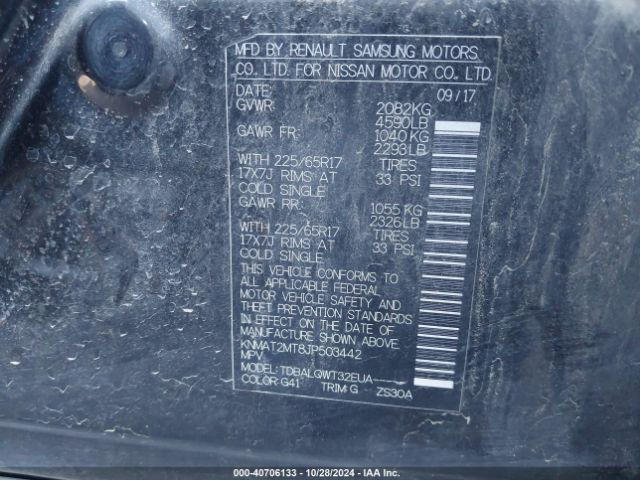 MFD BY RENAULT SAMSUNG MOTORS
CO. LTD. FOR NISSAN MOTOR CO., LTD.
DATE: 09/17
GVWR: 2082KG
4590LB
GAWR FR: 1040KG
2293LB
WITH 225/65R17 TIRES
17X7J RIMS AT 33 PSI
COLD SINGLE
GAWR RR: 1055 KG
2326LB
WITH 225/65R17 TIRES
17X7J RIMS AT 33 PSI
COLD SINGLE
THIS VEHICLE CONFORMS TO
ALL APPLICABLE FEDERAL
MOTOR VEHICLE SAFETY AND
THEFT PREVENTION STANDARDS
IN EFFECT ON THE DATE OF
MANUFACTURE SHOWN ABOVE.
KNMAT2MT8JP503442
MPV
MODEL: TDBALQWT32EUA-----
COLOR: G41 TRIM: G ZS30A
000-40706133 - 10/28/2024 - IAA Inc.